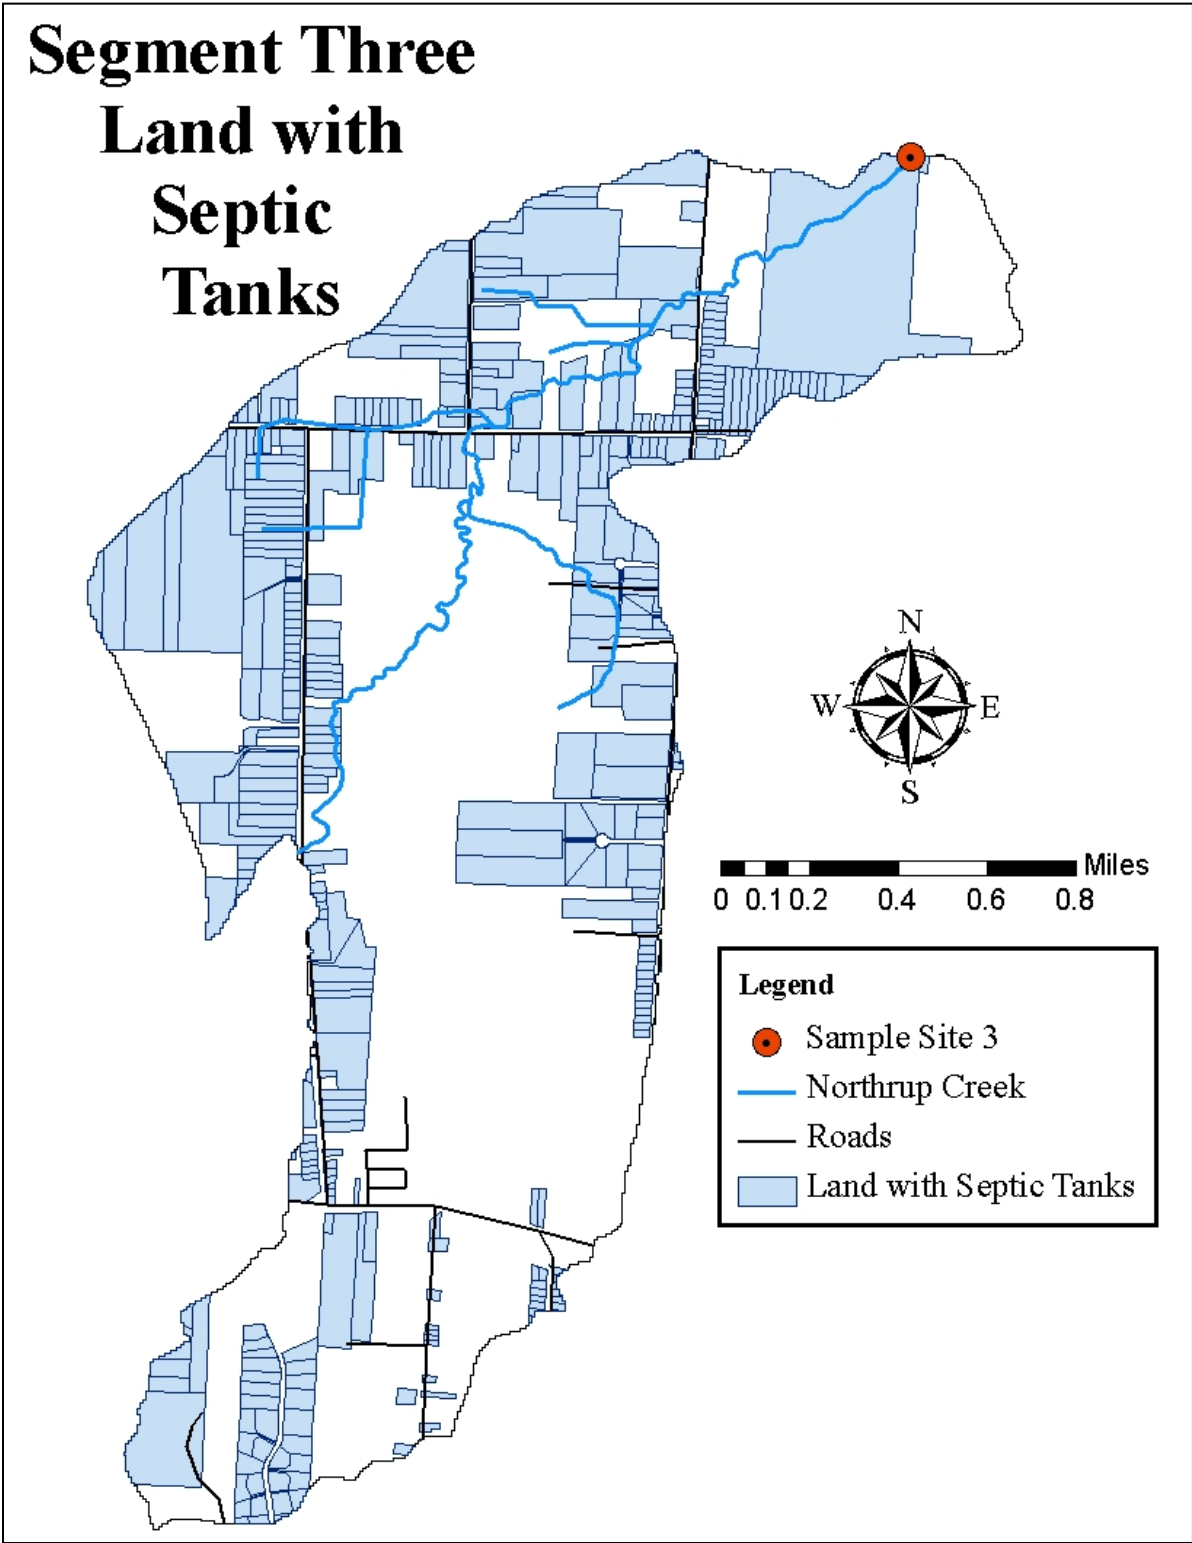 Segment Three
Land with
Septic
Tanks
N
W
E
S
Miles
0 0.1 0.2 0.4 0.6 0.8
Legend
Sample Site 3
Northrup Creek
Roads
Land with Septic Tanks